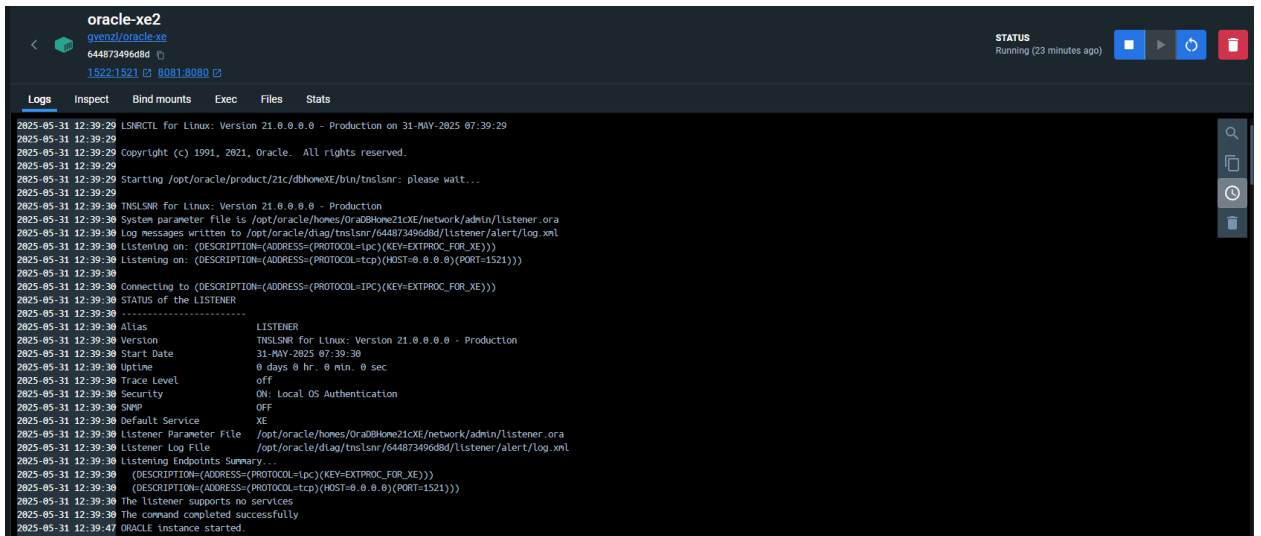 oracle-xe2
gvenzl/oracle-xe
644873496d8d
1522:1521 8081:8080
STATUS
Running (23 minutes ago)
Logs Inspect Bind mounts Exec Files Stats
2025-05-31 12:39:29 LSNRCTL for Linux: Version 21.0.0.0.0 - Production on 31-MAY-2025 07:39:29
2025-05-31 12:39:29
2025-05-31 12:39:29 Copyright (c) 1991, 2021, Oracle.  All rights reserved.
2025-05-31 12:39:29
2025-05-31 12:39:29 Starting /opt/oracle/product/21c/dbhomeXE/bin/tnslsnr: please wait...
2025-05-31 12:39:29
2025-05-31 12:39:30 TNSLSNR for Linux: Version 21.0.0.0.0 - Production
2025-05-31 12:39:30 System parameter file is /opt/oracle/homes/OraDBHome21cXE/network/admin/listener.ora
2025-05-31 12:39:30 Log messages written to /opt/oracle/diag/tnslsnr/644873496d8d/listener/alert/log.xml
2025-05-31 12:39:30 Listening on: (DESCRIPTION=(ADDRESS=(PROTOCOL=ipc)(KEY=EXTPROC_FOR_XE)))
2025-05-31 12:39:30 Listening on: (DESCRIPTION=(ADDRESS=(PROTOCOL=tcp)(HOST=0.0.0.0)(PORT=1521)))
2025-05-31 12:39:30
2025-05-31 12:39:30 Connecting to (DESCRIPTION=(ADDRESS=(PROTOCOL=IPC)(KEY=EXTPROC_FOR_XE)))
2025-05-31 12:39:30 STATUS of the LISTENER
2025-05-31 12:39:30 ------------------------
2025-05-31 12:39:30 Alias                     LISTENER
2025-05-31 12:39:30 Version                   TNSLSNR for Linux: Version 21.0.0.0.0 - Production
2025-05-31 12:39:30 Start Date                31-MAY-2025 07:39:30
2025-05-31 12:39:30 Uptime                    0 days 0 hr. 0 min. 0 sec
2025-05-31 12:39:30 Trace Level               off
2025-05-31 12:39:30 Security                  ON: Local OS Authentication
2025-05-31 12:39:30 SNMP                      OFF
2025-05-31 12:39:30 Default Service           XE
2025-05-31 12:39:30 Listener Parameter File   /opt/oracle/homes/OraDBHome21cXE/network/admin/listener.ora
2025-05-31 12:39:30 Listener Log File         /opt/oracle/diag/tnslsnr/644873496d8d/listener/alert/log.xml
2025-05-31 12:39:30 Listening Endpoints Summary...
2025-05-31 12:39:30   (DESCRIPTION=(ADDRESS=(PROTOCOL=ipc)(KEY=EXTPROC_FOR_XE)))
2025-05-31 12:39:30   (DESCRIPTION=(ADDRESS=(PROTOCOL=tcp)(HOST=0.0.0.0)(PORT=1521)))
2025-05-31 12:39:30 The listener supports no services
2025-05-31 12:39:30 The command completed successfully
2025-05-31 12:39:47 ORACLE instance started.